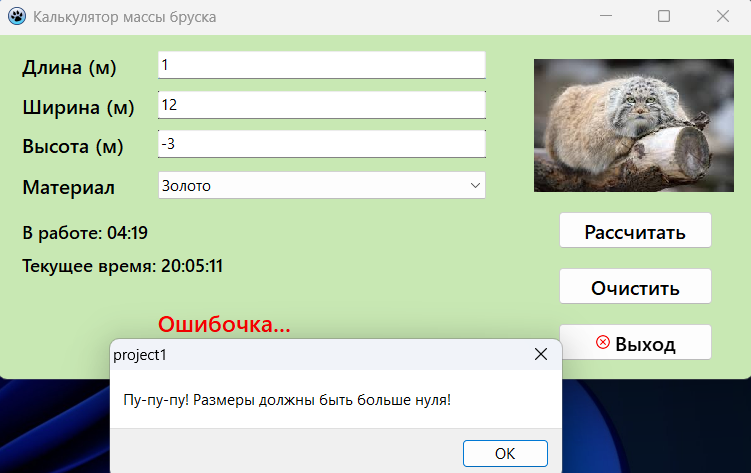 Калькулятор массы бруска
Длина (м) 1
Ширина (м) 12
Высота (м) -3
Материал Золото
В работе: 04:19
Текущее время: 20:05:11
Рассчитать
Очистить
Ошибочка...
Выход
project1
Пу-пу-пу! Размеры должны быть больше нуля!
OK